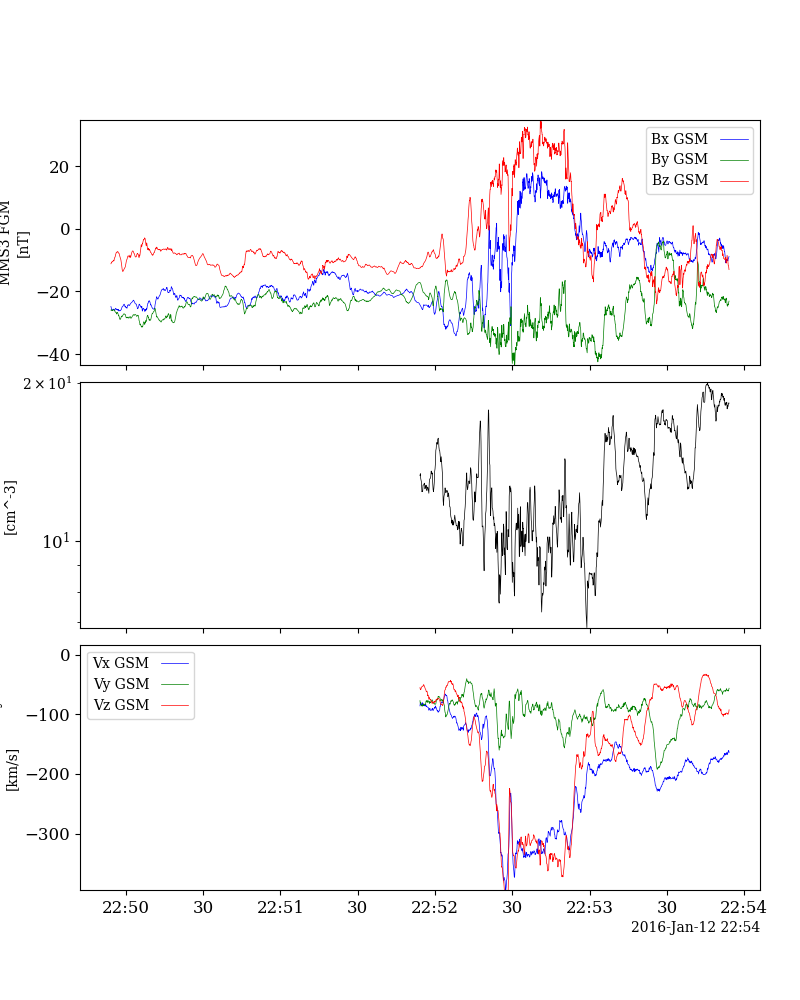 MMS3 FGM
[nT]
20
0
−20
−40
Bx GSM
By GSM
Bz GSM
2 × 10¹
10¹
[cm^-3]
0
−100
−200
−300
[km/s]
Vx GSM
Vy GSM
Vz GSM
22:50 30 22:51 30 22:52 30 22:53 30 22:54
2016-Jan-12 22:54